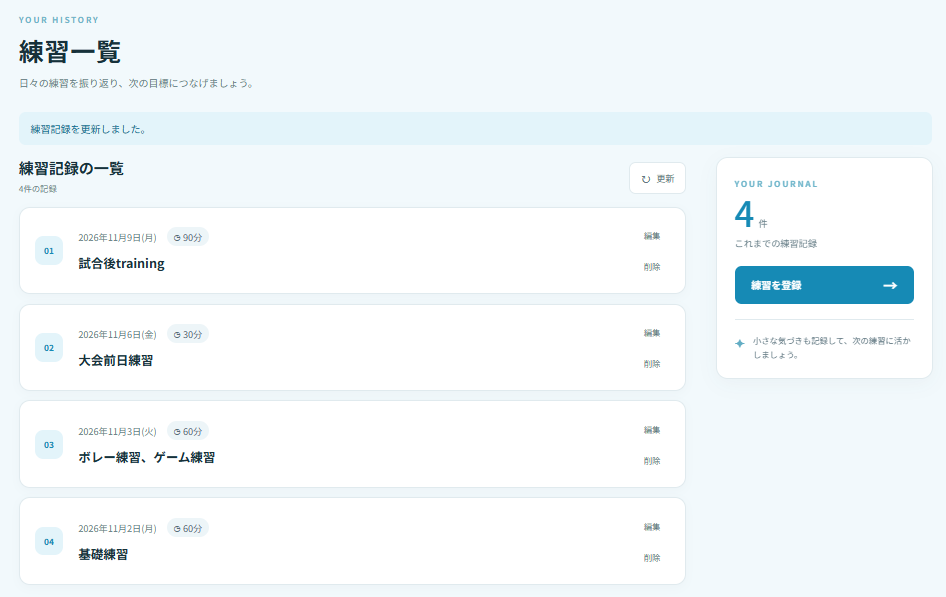 YOUR HISTORY
練習一覧
日々の練習を振り返り、次の目標につなげましょう。
練習記録を更新しました。
練習記録の一覧
4件の記録
更新
01
2026年11月9日(月)
90分
試合後training
編集
削除
02
2026年11月6日(金)
30分
大会前日練習
編集
削除
03
2026年11月3日(火)
60分
ボレー練習、ゲーム練習
編集
削除
04
2026年11月2日(月)
60分
基礎練習
編集
削除
YOUR JOURNAL
4 件
これまでの練習記録
練習を登録 →
小さな気づきも記録して、次の練習に活か
しましょう。